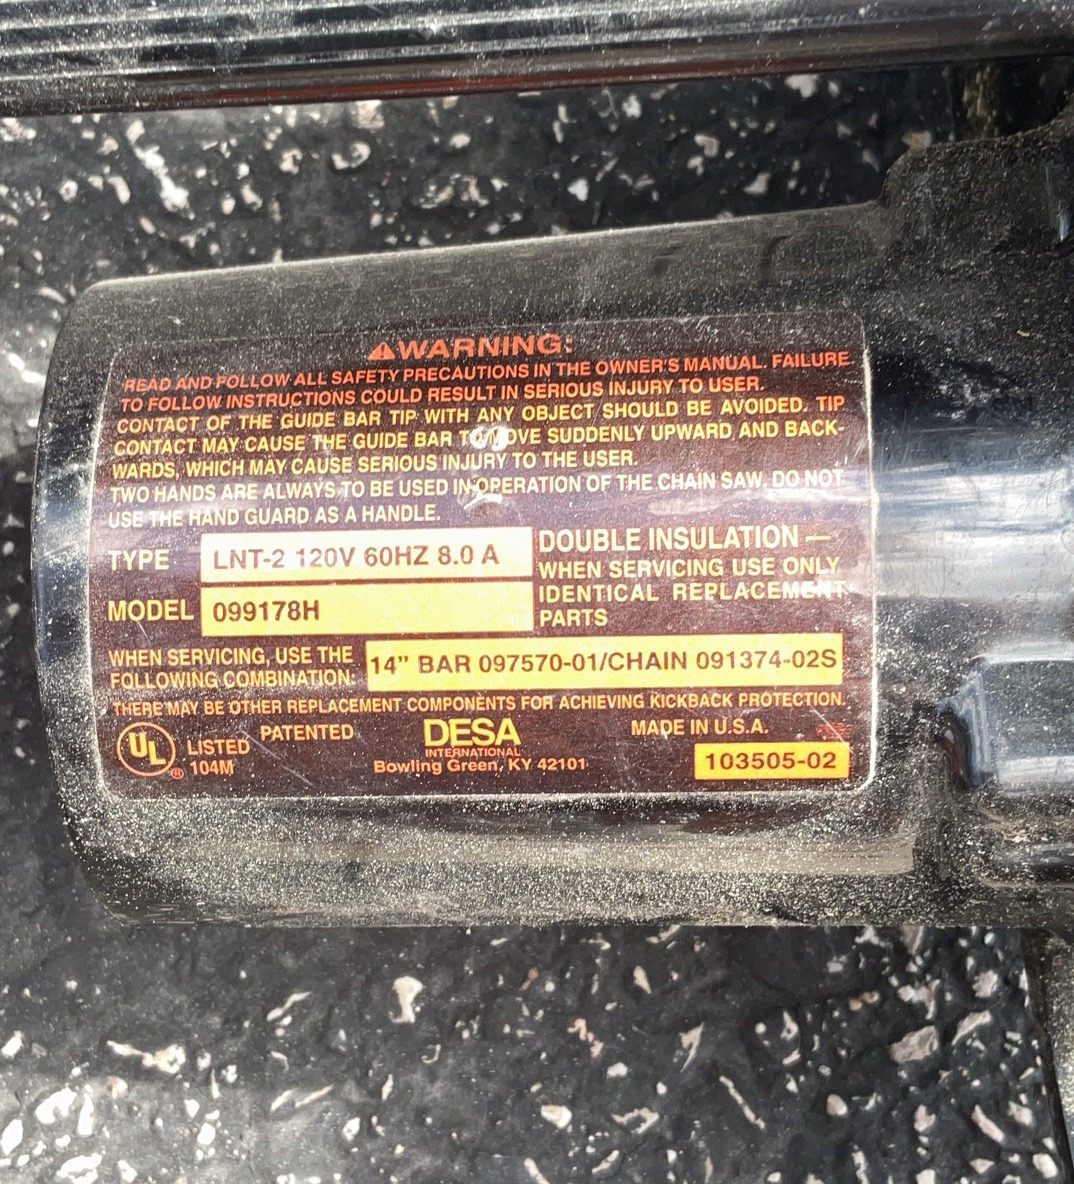 ⚠WARNING:
READ AND FOLLOW ALL SAFETY PRECAUTIONS IN THE OWNER'S MANUAL. FAILURE
TO FOLLOW INSTRUCTIONS COULD RESULT IN SERIOUS INJURY TO USER.
CONTACT OF THE GUIDE BAR TIP WITH ANY OBJECT SHOULD BE AVOIDED. TIP
CONTACT MAY CAUSE THE GUIDE BAR TO MOVE SUDDENLY UPWARD AND BACK-
WARDS, WHICH MAY CAUSE SERIOUS INJURY TO THE USER.
TWO HANDS ARE ALWAYS TO BE USED IN OPERATION OF THE CHAIN SAW. DO NOT
USE THE HAND GUARD AS A HANDLE.
TYPE LNT-2 120V 60HZ 8.0 A
MODEL 099178H
DOUBLE INSULATION —
WHEN SERVICING USE ONLY
IDENTICAL REPLACEMENT
PARTS
WHEN SERVICING, USE THE
FOLLOWING COMBINATION:
14" BAR 097570-01/CHAIN 091374-02S
THERE MAY BE OTHER REPLACEMENT COMPONENTS FOR ACHIEVING KICKBACK PROTECTION.
UL ®
LISTED
104M
PATENTED
DESA
INTERNATIONAL
Bowling Green, KY 42101
MADE IN U.S.A.
103505-02